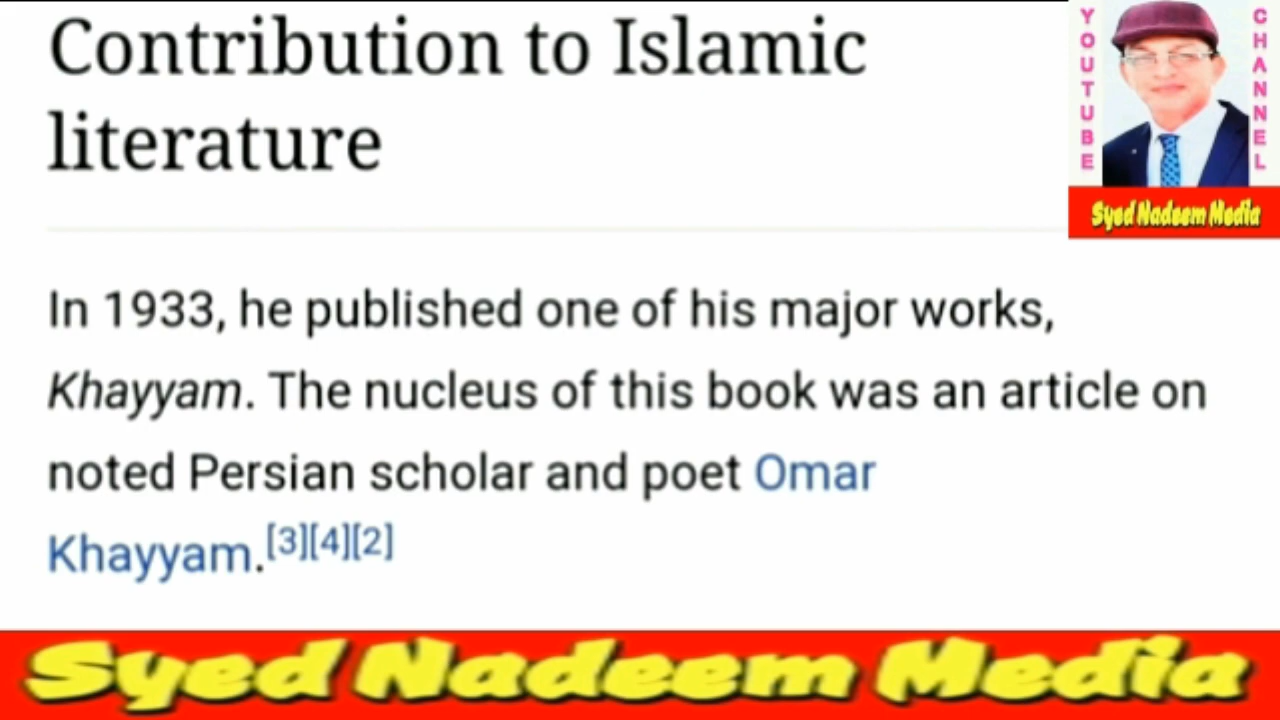 Contribution to Islamic
literature
In 1933, he published one of his major works,
Khayyam. The nucleus of this book was an article on
noted Persian scholar and poet Omar
Khayyam.[3][4][2]
YOUTUBE
CHANNEL
Syed Nadeem Media
Syed Nadeem Media